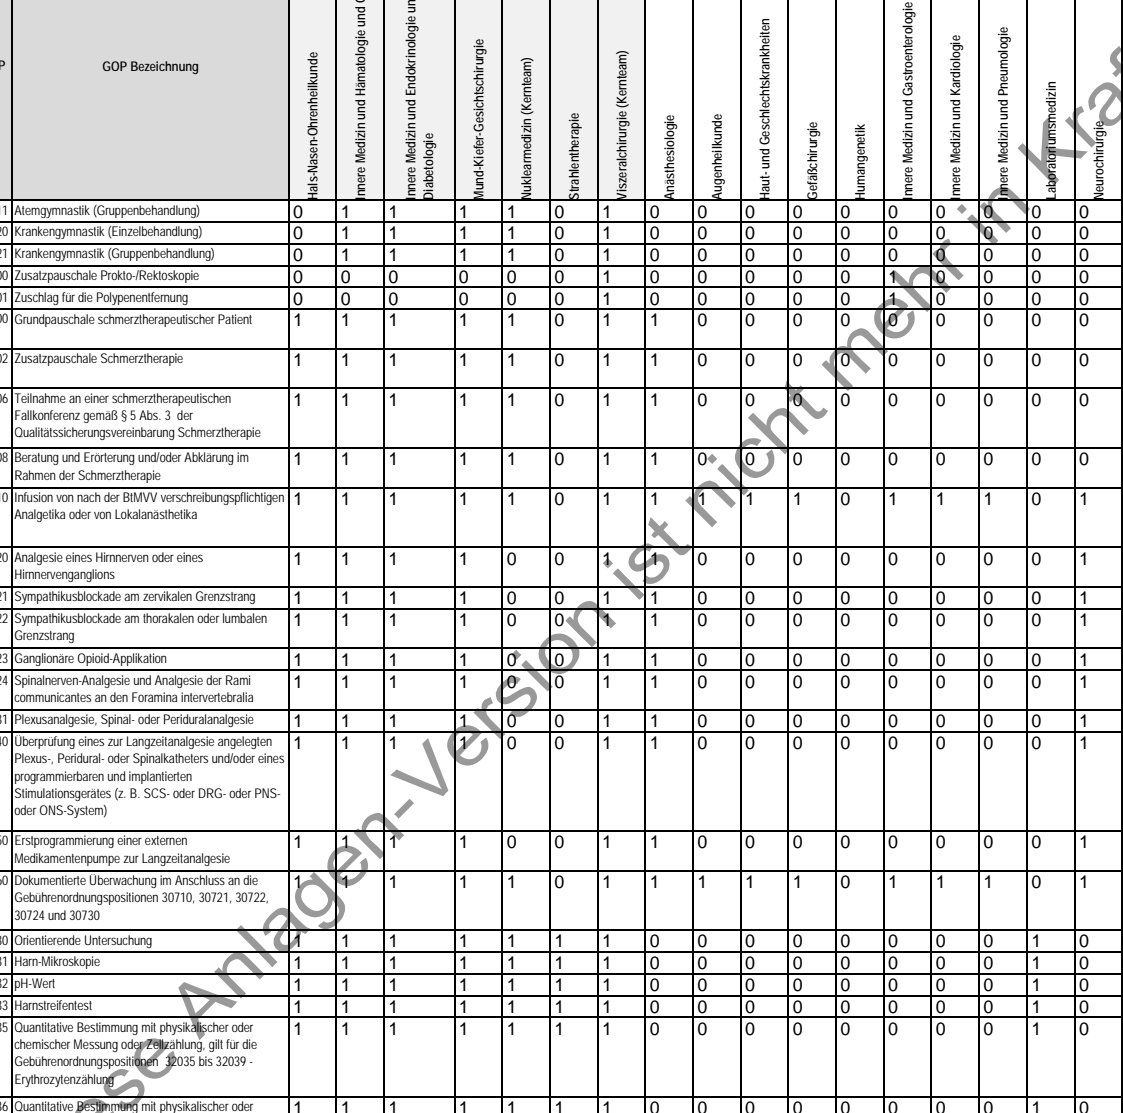 P GOP Bezeichnung Hals-Nasen-Ohrenheilkunde Innere Medizin und Hämatologie und Innere Medizin und Endokrinologie Diabetologie Mund-Kiefer-Gesichtschirurgie Nuklearmedizin (Kernteam) Strahlentherapie Viszeralchirurgie (Kernteam) Anästhesiologie Augenheilkunde Haut- und Geschlechtskrankheiten Gefäßchirurgie Humangenetik Innere Medizin und Gastroenterologie Innere Medizin und Kardiologie Innere Medizin und Pneumologie Laboratoriumsmedizin Neurochirurgie
11 Atemgymnastik (Gruppenbehandlung) 0 1 1 1 1 0 1 0 0 0 0 0 0 0 0 0 0
20 Krankengymnastik (Einzelbehandlung) 0 1 1 1 1 0 1 0 0 0 0 0 0 0 0 0 0
21 Krankengymnastik (Gruppenbehandlung) 0 1 1 1 1 0 1 0 0 0 0 0 0 0 0 0 0
00 Zusatzpauschale Prokto-/Rektoskopie 0 0 0 0 0 0 1 0 0 0 0 0 1 0 0 0 0
01 Zuschlag für die Polypenentfernung 0 0 0 0 0 0 1 0 0 0 0 0 1 0 0 0 0
00 Grundpauschale schmerztherapeutischer Patient 1 1 1 1 1 0 1 1 0 0 0 0 0 0 0 0 0
02 Zusatzpauschale Schmerztherapie 1 1 1 1 1 0 1 1 0 0 0 0 0 0 0 0 0
06 Teilnahme an einer schmerztherapeutischen 1 1 1 1 1 0 1 1 0 0 0 0 0 0 0 0 0
Fallkonferenz gemäß § 5 Abs. 3 der
Qualitätssicherungsvereinbarung Schmerztherapie
08 Beratung und Erörterung und/oder Abklärung im 1 1 1 1 1 0 1 1 0 0 0 0 0 0 0 0 0
Rahmen der Schmerztherapie
10 Infusion von nach der BtMVV verschreibungspflichtigen 1 1 1 1 1 0 1 1 1 1 1 0 1 1 1 0 1
Analgetika oder von Lokalanästhetika
20 Analgesie eines Hirnnerven oder eines 1 1 1 1 0 0 1 1 0 0 0 0 0 0 0 0 1
Hirnnervenganglions
21 Sympathikusblockade am zervikalen Grenzstrang 1 1 1 1 0 0 1 1 0 0 0 0 0 0 0 0 1
22 Sympathikusblockade am thorakalen oder lumbalen 1 1 1 1 0 0 1 1 0 0 0 0 0 0 0 0 1
Grenzstrang
23 Ganglionäre Opioid-Applikation 1 1 1 1 0 0 1 1 0 0 0 0 0 0 0 0 1
24 Spinalnerven-Analgesie und Analgesie der Rami 1 1 1 1 0 0 1 1 0 0 0 0 0 0 0 0 1
communicantes an den Foramina intervertebralia
31 Plexusanalgesie, Spinal- oder Periduralanalgesie 1 1 1 1 0 0 1 1 0 0 0 0 0 0 0 0 1
40 Überprüfung eines zur Langzeitanalgesie angelegten 1 1 1 1 0 0 1 1 0 0 0 0 0 0 0 0 1
Plexus-, Peridural- oder Spinalkatheters und/oder eines
programmierbaren und implantierten
Stimulationsgerätes (z. B. SCS- oder DRG- oder PNS-
oder ONS-System)
50 Erstprogrammierung einer externen 1 1 1 1 0 0 1 1 0 0 0 0 0 0 0 0 1
Medikamentenpumpe zur Langzeitanalgesie
60 Dokumentierte Überwachung im Anschluss an die 1 1 1 1 1 0 1 1 1 1 1 0 1 1 1 0 1
Gebührenordnungspositionen 30710, 30721, 30722,
30724 und 30730
30 Orientierende Untersuchung 1 1 1 1 1 1 1 0 0 0 0 0 0 0 0 1 0
31 Harn-Mikroskopie 1 1 1 1 1 1 1 0 0 0 0 0 0 0 0 1 0
32 pH-Wert 1 1 1 1 1 1 1 0 0 0 0 0 0 0 0 1 0
33 Harnstreifentest 1 1 1 1 1 1 1 0 0 0 0 0 0 0 0 1 0
35 Quantitative Bestimmung mit physikalischer oder 1 1 1 1 1 1 1 0 0 0 0 0 0 0 0 1 0
chemischer Messung oder Zellzählung, gilt für die
Gebührenordnungspositionen 32035 bis 32039 -
Erythrozytenzählung
36 Quantitative Bestimmung mit physikalischer oder 1 1 1 1 1 1 1 0 0 0 0 0 0 0 0 1 0
se Anlagen-Version ist nicht mehr in Kraf